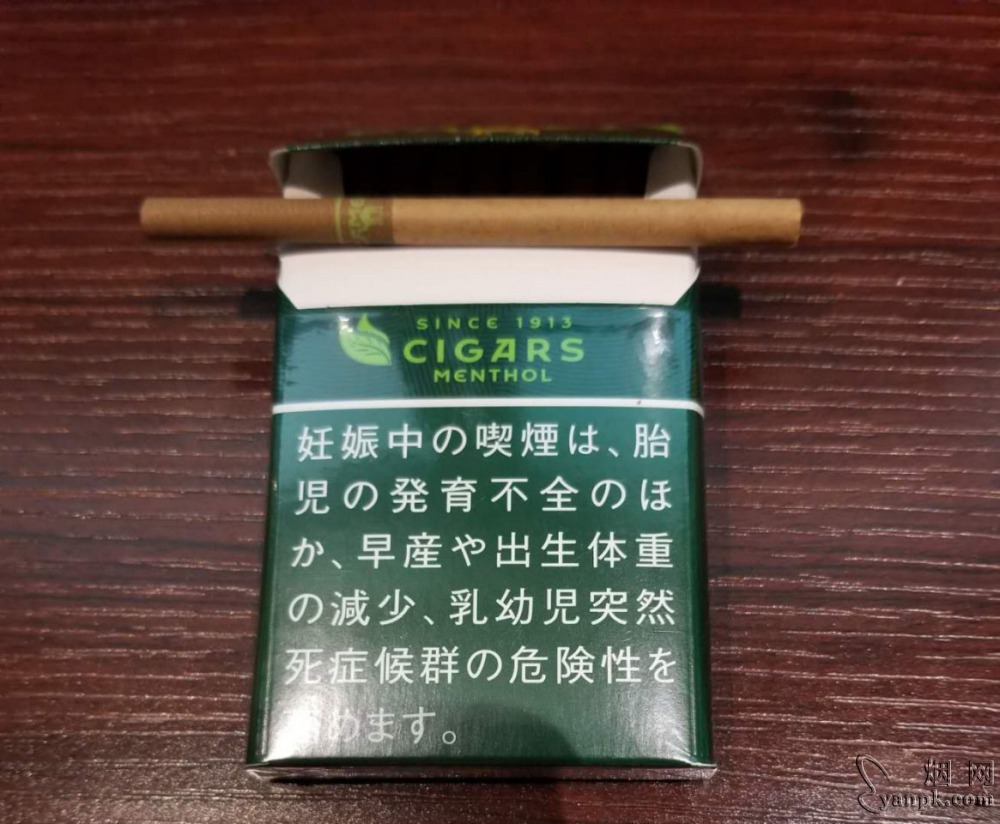 SINCE 1913
CIGARS
MENTHOL
妊娠中の喫煙は、胎
児の発育不全のほ
か、早産や出生体重
の減少、乳幼児突然
死症候群の危険性を
めます。
烟网
yanpk.com